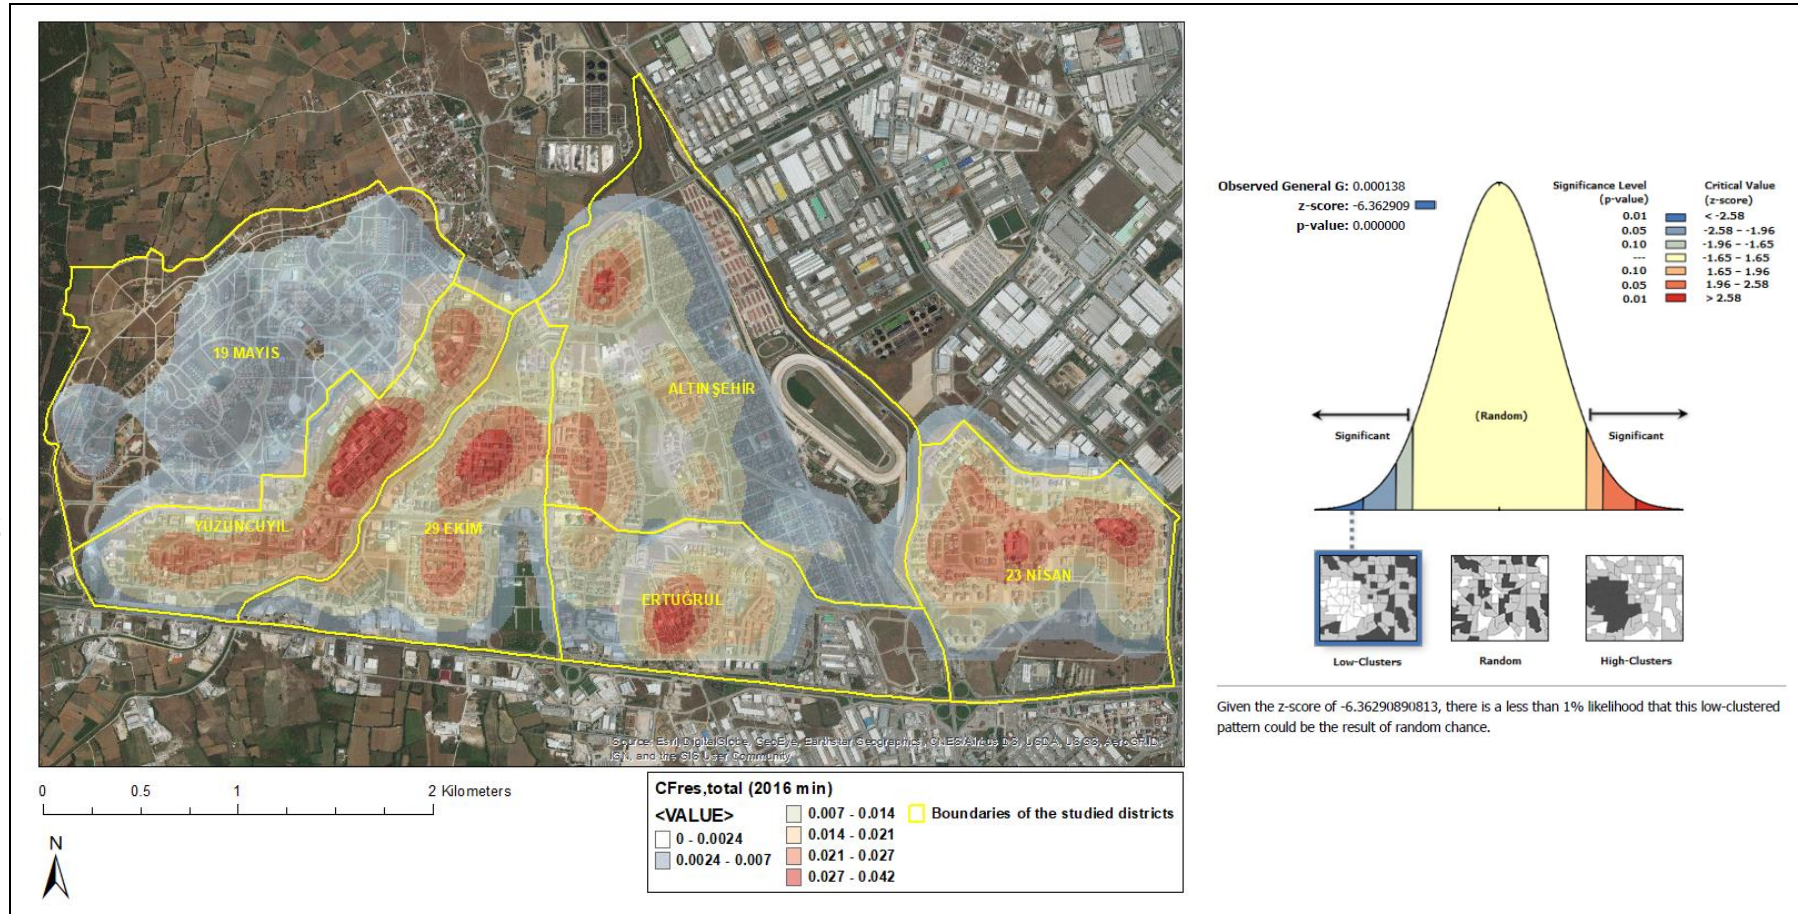 19 MAYIS
ALTINŞEHİR
YÜZÜNCÜYIL
29 EKİM
23 NİSAN
ERTUĞRUL
Source: Esri, DigitalGlobe, GeoEye, Earthstar Geographics, CNES/Airbus DS, USDA, USGS, AeroGRID,
IGN, and the GIS User Community
0 0.5 1 2 Kilometers
N
CFres,total (2016 min)
<VALUE>
0 - 0.0024
0.0024 - 0.007
0.007 - 0.014
0.014 - 0.021
0.021 - 0.027
0.027 - 0.042
Boundaries of the studied districts
Observed General G: 0.000138
z-score: -6.362909
p-value: 0.000000
Significance Level
(p-value)
Critical Value
(z-score)
0.01 < -2.58
0.05 -2.58 – -1.96
0.10 -1.96 – -1.65
--- -1.65 – 1.65
0.10 1.65 – 1.96
0.05 1.96 – 2.58
0.01 > 2.58
(Random)
Significant
Significant
Low-Clusters
Random
High-Clusters
Given the z-score of -6.36290890813, there is a less than 1% likelihood that this low-clustered
pattern could be the result of random chance.